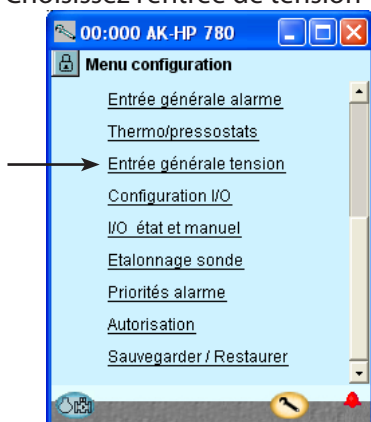 Choisissez l'entrée de tension
00:000 AK-HP 780
Menu configuration
Entrée générale alarme
Thermo/pressostats
Entrée générale tension
Configuration I/O
I/O état et manuel
Etalonnage sonde
Priorités alarme
Autorisation
Sauvegarder / Restaurer